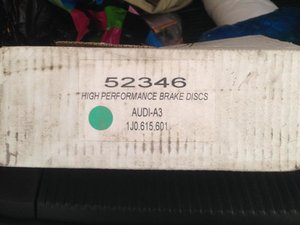 52346
HIGH PERFORMANCE BRAKE DISCS
AUDI-A3
1J0.615.601